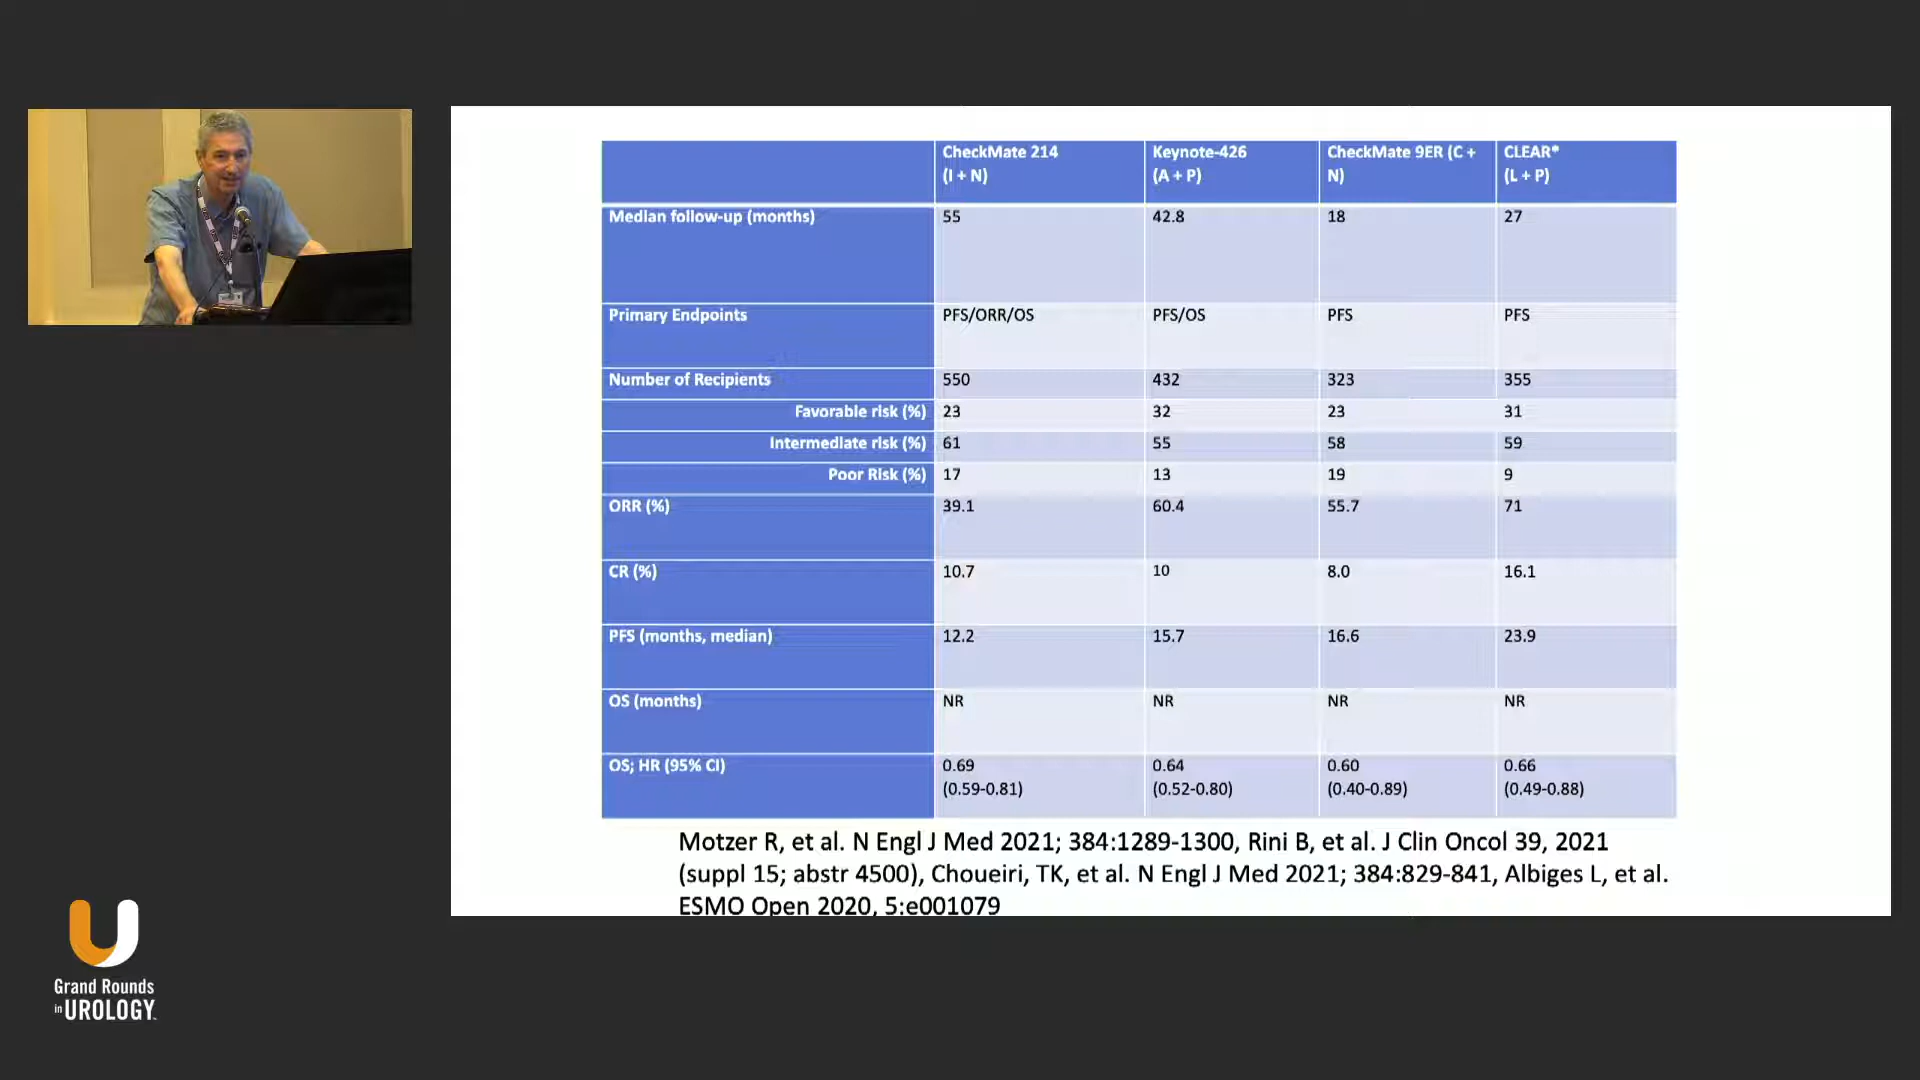 CheckMate 214 (I + N) Keynote-426 (A + P) CheckMate 9ER (C + N) CLEAR* (L + P)
Median follow-up (months) 55 42.8 18 27
Primary Endpoints PFS/ORR/OS PFS/OS PFS PFS
Number of Recipients 550 432 323 355
Favorable risk (%) 23 32 23 31
Intermediate risk (%) 61 55 58 59
Poor Risk (%) 17 13 19 9
ORR (%) 39.1 60.4 55.7 71
CR (%) 10.7 10 8.0 16.1
PFS (months, median) 12.2 15.7 16.6 23.9
OS (months) NR NR NR NR
OS; HR (95% CI) 0.69 (0.59-0.81) 0.64 (0.52-0.80) 0.60 (0.40-0.89) 0.66 (0.49-0.88)
Motzer R, et al. N Engl J Med 2021; 384:1289-1300, Rini B, et al. J Clin Oncol 39, 2021
(suppl 15; abstr 4500), Choueiri, TK, et al. N Engl J Med 2021; 384:829-841, Albiges L, et al.
ESMO Open 2020, 5:e001079
U
Grand Rounds
in UROLOGY